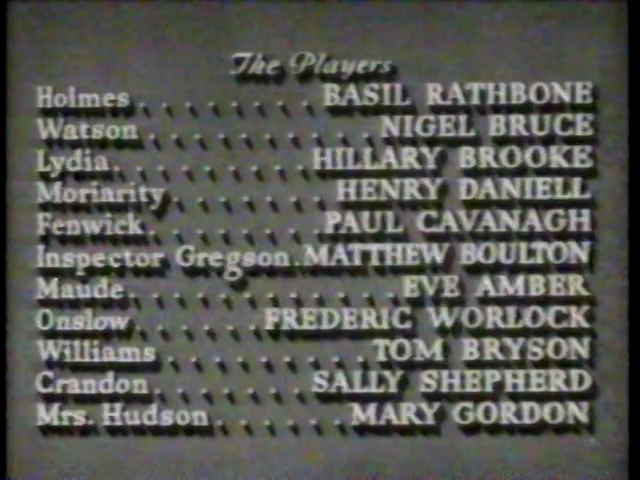 The Players
Holmes . . . . . . . . BASIL RATHBONE
Watson . . . . . . . . . NIGEL BRUCE
Lydia . . . . . . . . . HILLARY BROOKE
Moriarity . . . . . . . HENRY DANIELL
Fenwick . . . . . . . PAUL CAVANAGH
Inspector Gregson . MATTHEW BOULTON
Maude . . . . . . . . . . . . EVE AMBER
Onslow . . . . . . FREDERIC WORLOCK
Williams . . . . . . . . . TOM BRYSON
Crandon . . . . . . . SALLY SHEPHERD
Mrs. Hudson . . . . . . MARY GORDON